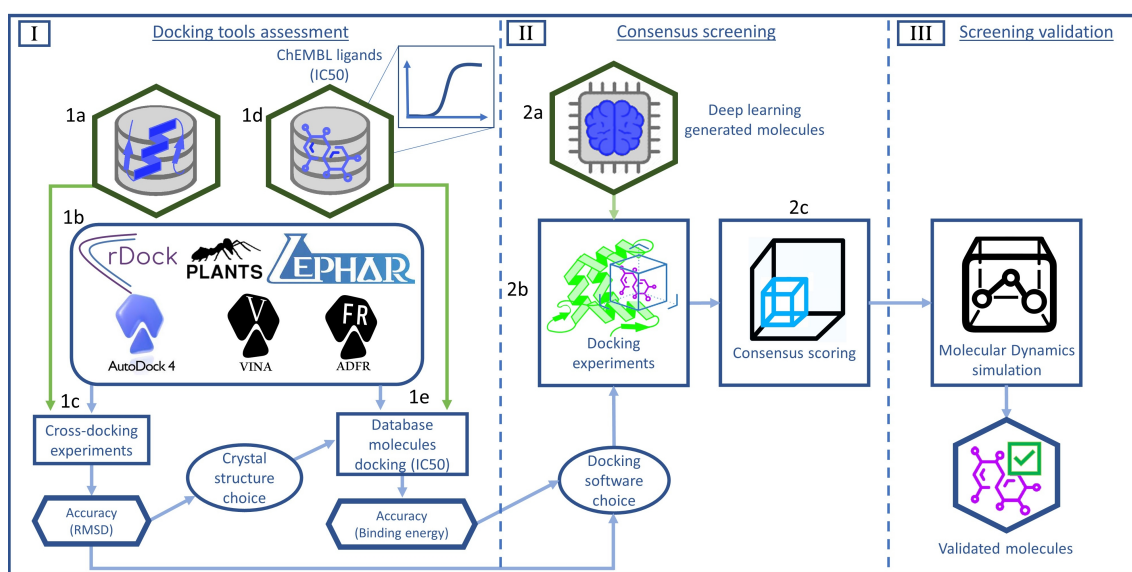 I
Docking tools assessment
ChEMBL ligands
(IC50)
1a
1d
1b
rDock
PLANTS
LEPHAR
AutoDock 4
V
VINA
FR
ADFR
1c
1e
Cross-docking
experiments
Crystal
structure
choice
Database
molecules
docking (IC50)
Accuracy
(RMSD)
Accuracy
(Binding energy)
II
Consensus screening
2a
Deep learning
generated molecules
2b
Docking
experiments
2c
Consensus scoring
Docking
software
choice
III
Screening validation
Molecular Dynamics
simulation
Validated molecules